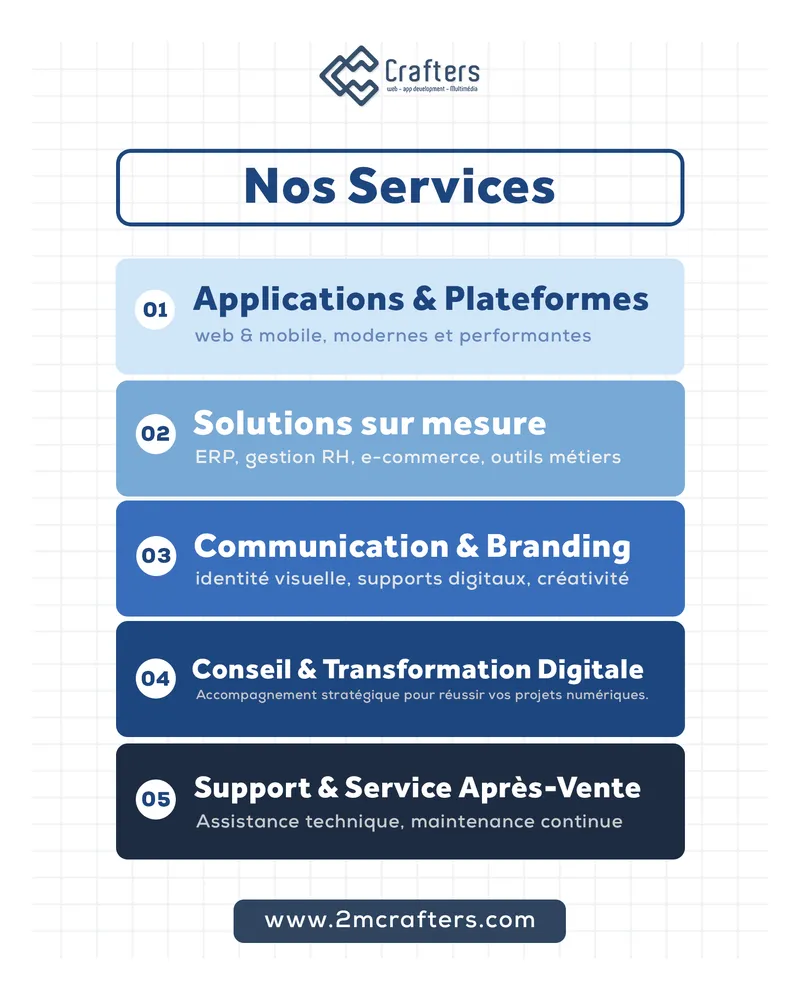 Crafters
web - app development - Multimédia
Nos Services
01
Applications & Plateformes
web & mobile, modernes et performantes
02
Solutions sur mesure
ERP, gestion RH, e-commerce, outils métiers
03
Communication & Branding
identité visuelle, supports digitaux, créativité
04
Conseil & Transformation Digitale
Accompagnement stratégique pour réussir vos projets numériques.
05
Support & Service Après-Vente
Assistance technique, maintenance continue
www.2mcrafters.com